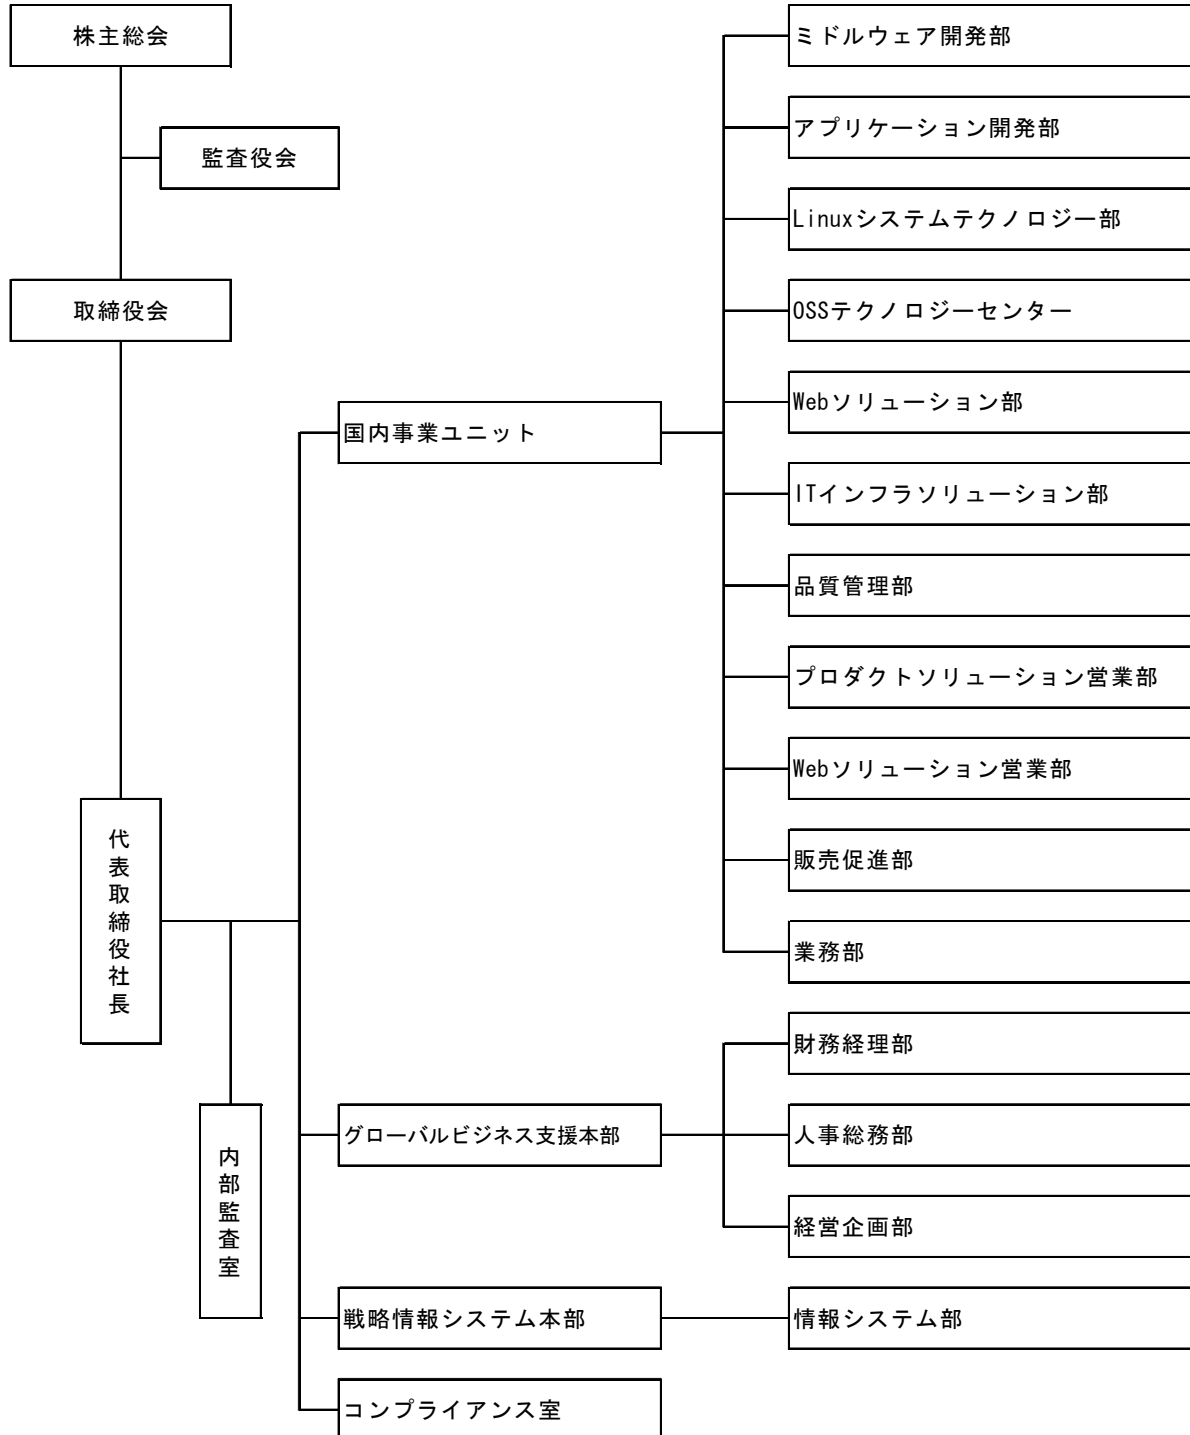 株主総会
監査役会
取締役会
代表取締役社長
内部監査室
国内事業ユニット
ミドルウェア開発部
アプリケーション開発部
Linuxシステムテクノロジー部
OSSテクノロジーセンター
Webソリューション部
ITインフラソリューション部
品質管理部
プロダクトソリューション営業部
Webソリューション営業部
販売促進部
業務部
グローバルビジネス支援本部
財務経理部
人事総務部
経営企画部
戦略情報システム本部
情報システム部
コンプライアンス室